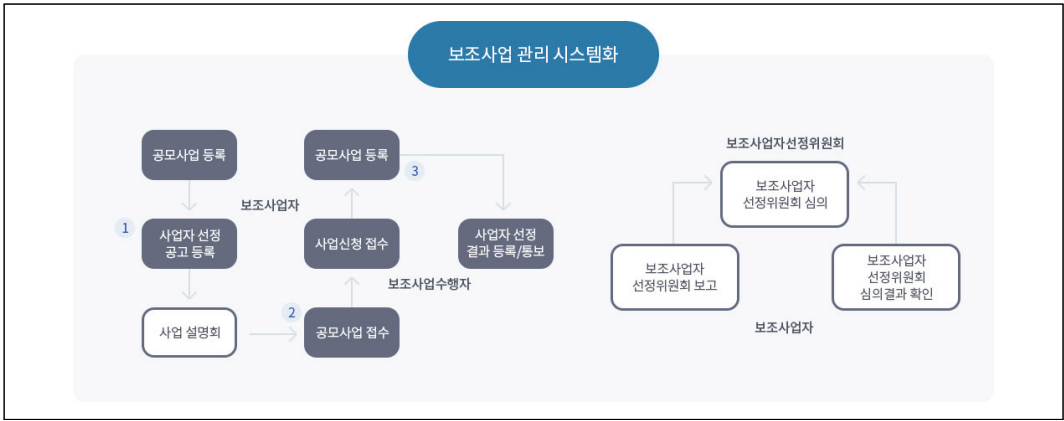 보조사업 관리 시스템화
공모사업 등록
1
사업자 선정
공고 등록
사업 설명회
보조사업자
공모사업 등록
3
사업신청 접수
보조사업수행자
2
공모사업 접수
사업자 선정
결과 등록/통보
보조사업자선정위원회
보조사업자
선정위원회 심의
보조사업자
선정위원회 보고
보조사업자
선정위원회
심의결과 확인
보조사업자